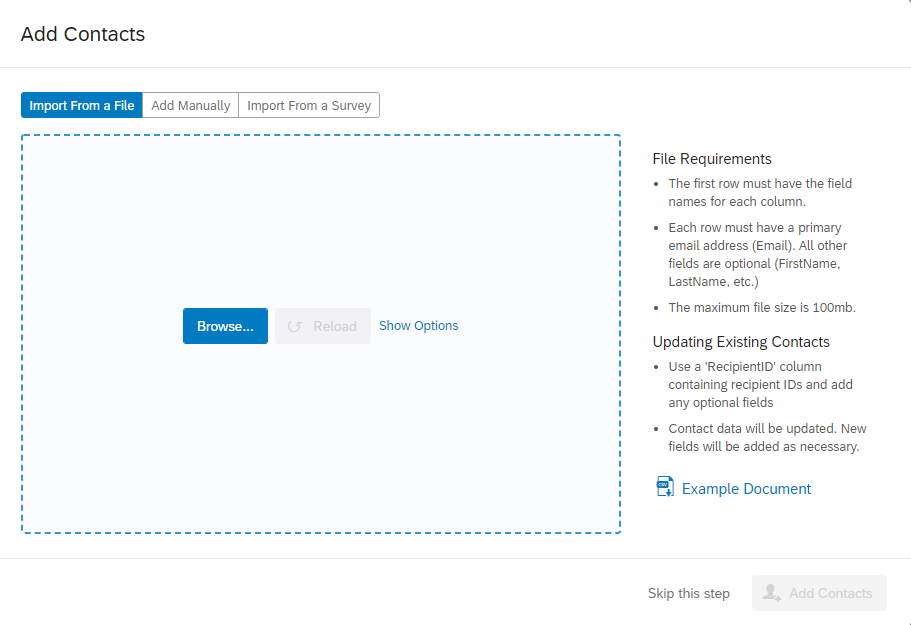 Add Contacts
Import From a File Add Manually Import From a Survey
Browse... Reload Show Options
File Requirements
• The first row must have the field
names for each column.
• Each row must have a primary
email address (Email). All other
fields are optional (FirstName,
LastName, etc.)
• The maximum file size is 100mb.
Updating Existing Contacts
• Use a 'RecipientID' column
containing recipient IDs and add
any optional fields
• Contact data will be updated. New
fields will be added as necessary.
CSV Example Document
Skip this step Add Contacts